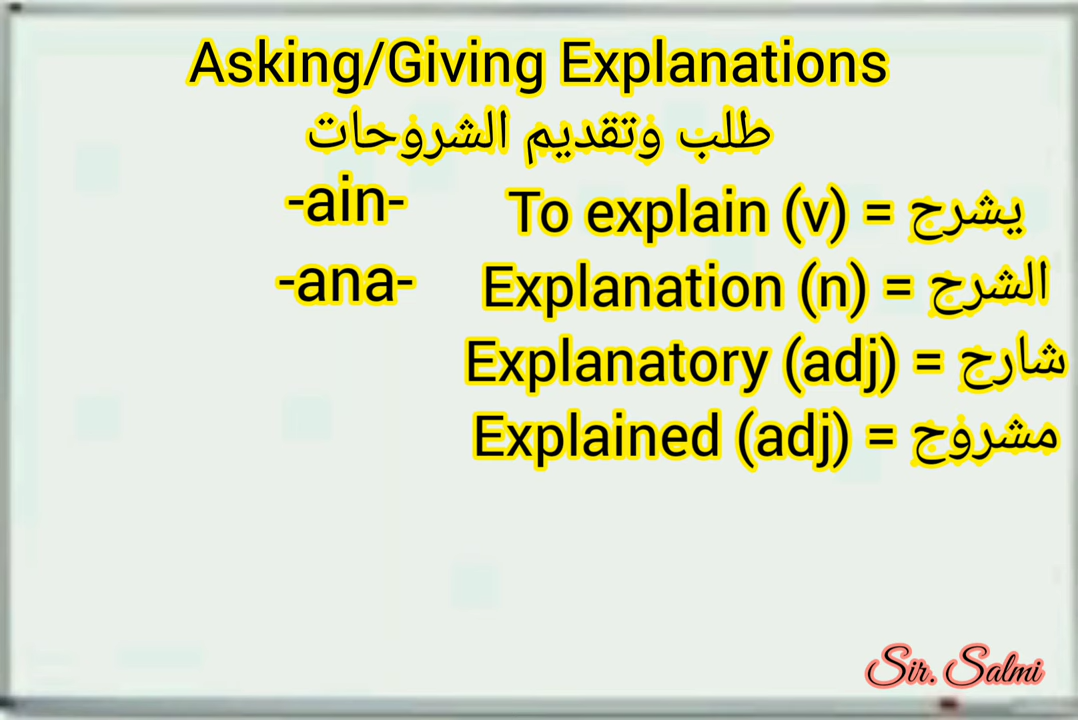 Asking/Giving Explanations
طلب وتقديم الشروحات
-ain- To explain (v) = يشرح
-ana- Explanation (n) = الشرح
Explanatory (adj) = شارح
Explained (adj) = مشروح
Sir. Salmi